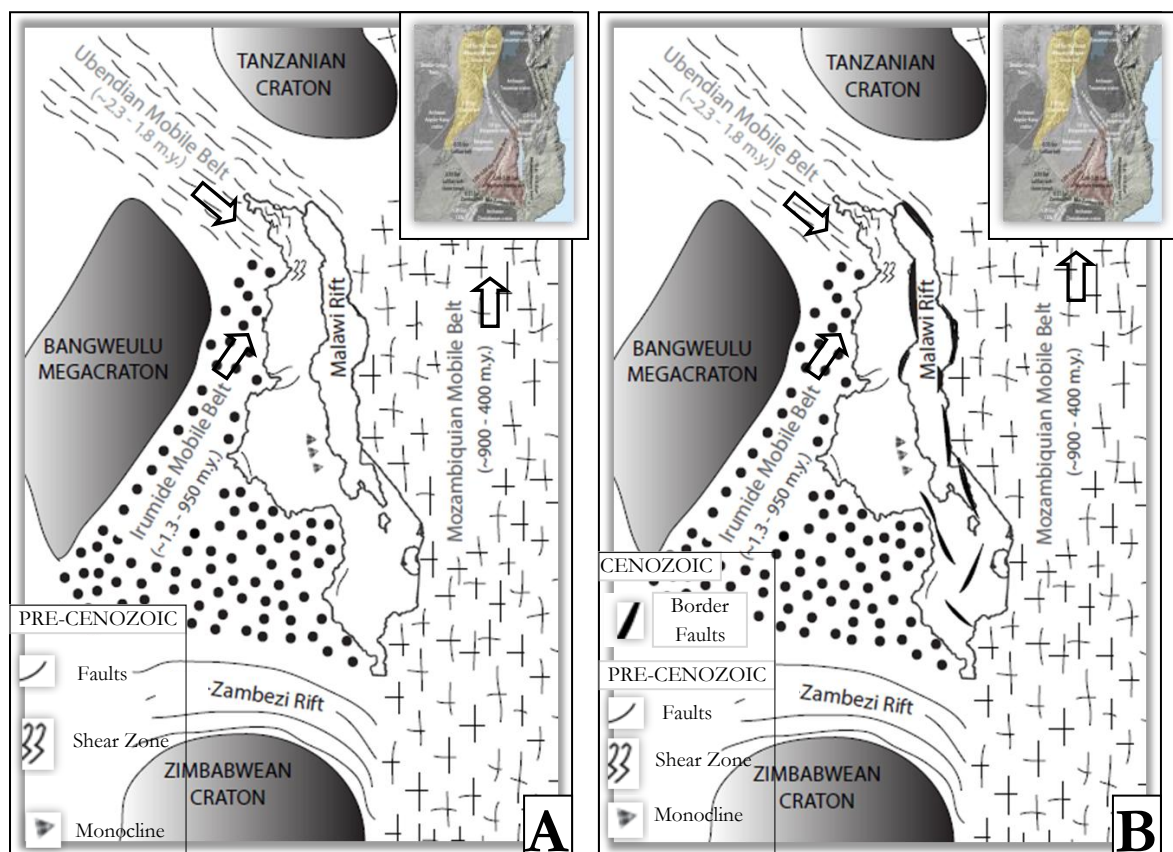 TANZANIAN
CRATON
Ubendian Mobile Belt
(~2.3 - 1.8 m.y.)
BANGWEULU
MEGACRATON
Malawi Rift
Irumide Mobile Belt
(~1.3- 950 m.y.)
Mozambiquian Mobile Belt
(~900 - 400 m.y.)
PRE-CENOZOIC
Faults
Shear Zone
Monocline
Zambezi Rift
ZIMBABWEAN
CRATON
A
TANZANIAN
CRATON
Ubendian Mobile Belt
(~2.3 - 1.8 m.y.)
BANGWEULU
MEGACRATON
Malawi Rift
Irumide Mobile Belt
(~1.3- 950 m.y.)
Mozambiquian Mobile Belt
(~900 - 400 m.y.)
CENOZOIC
Border
Faults
PRE-CENOZOIC
Faults
Shear Zone
Monocline
Zambezi Rift
ZIMBABWEAN
CRATON
B